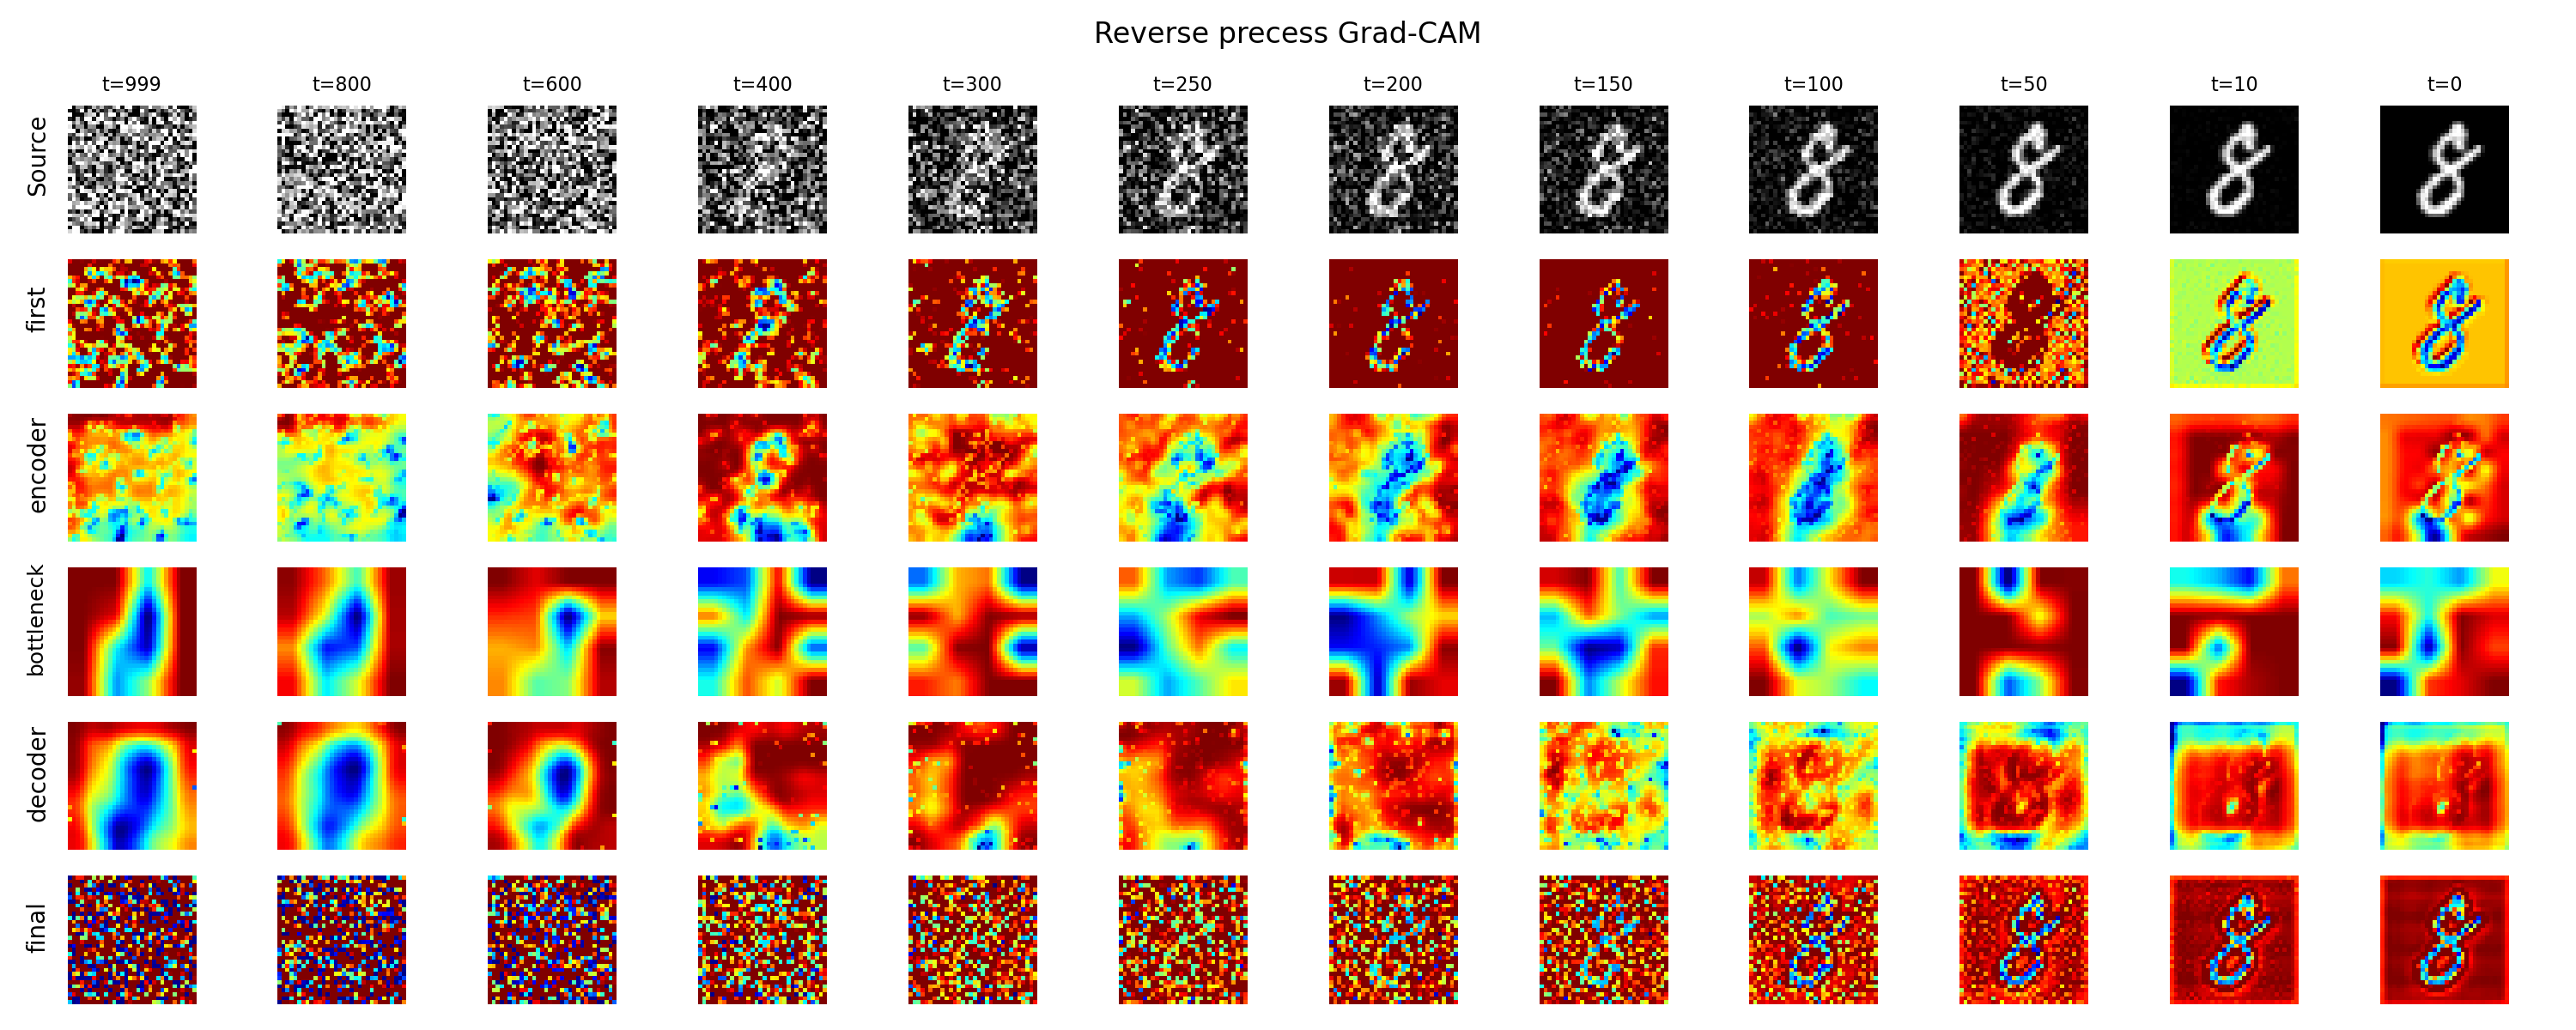 Reverse precess Grad-CAM
t=999 t=800 t=600 t=400 t=300 t=250 t=200 t=150 t=100 t=50 t=10 t=0
Source
first
encoder
bottleneck
decoder
final